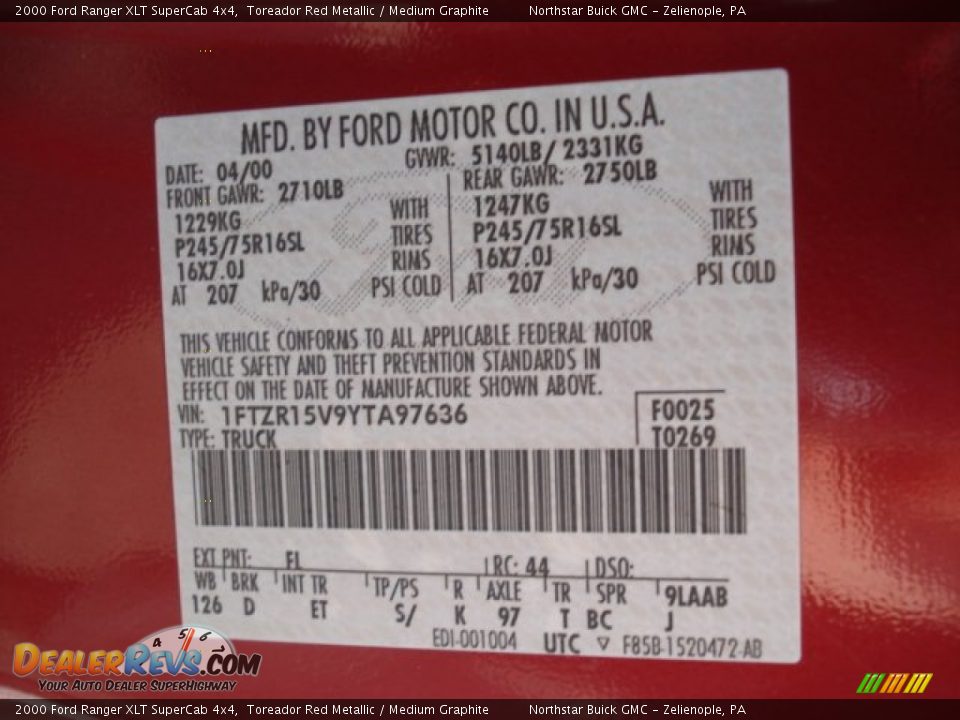 2000 Ford Ranger XLT SuperCab 4x4, Toreador Red Metallic / Medium Graphite Northstar Buick GMC - Zelienople, PA
MFD. BY FORD MOTOR CO. IN U.S.A.
DATE: 04/00 GVWR: 5140LB/ 2331KG
FRONT GAWR: 2710LB REAR GAWR: 2750LB
1229KG WITH 1247KG WITH
P245/75R16SL TIRES P245/75R16SL TIRES
16X7.0J RIMS 16X7.0J RIMS
AT 207 kPa/30 PSI COLD AT 207 kPa/30 PSI COLD
THIS VEHICLE CONFORMS TO ALL APPLICABLE FEDERAL MOTOR
VEHICLE SAFETY AND THEFT PREVENTION STANDARDS IN
EFFECT ON THE DATE OF MANUFACTURE SHOWN ABOVE.
VIN: 1FTZR15V9YTA97636 F0025
TYPE: TRUCK T0269
EXT PNT: FL RC: 44 DSO:
WB BRK INT TR TP/PS R AXLE TR SPR 9LAAB
126 D ET S/ K 97 T BC J
EDI-001004 UTC F85B-1520472-AB
4 5 6
DEALERREVS.COM
YOUR AUTO DEALER SUPERHIGHWAY
2000 Ford Ranger XLT SuperCab 4x4, Toreador Red Metallic / Medium Graphite Northstar Buick GMC - Zelienople, PA